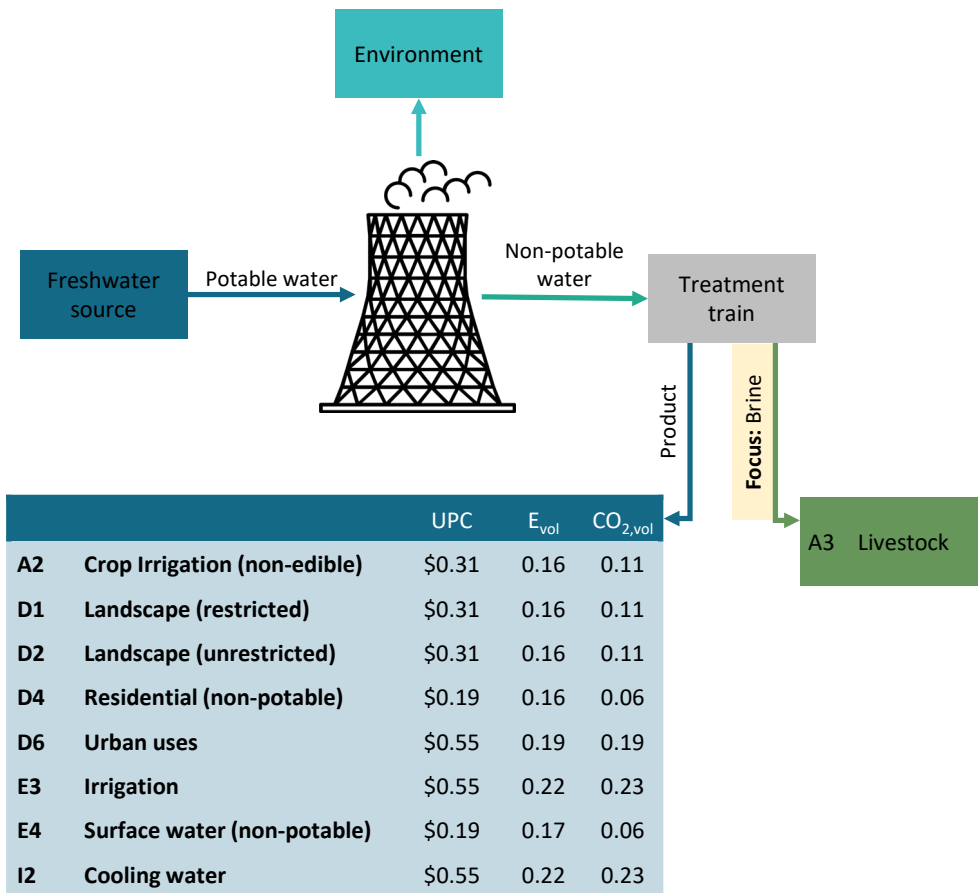 Environment
Freshwater
source
Potable water
Non-potable
water
Treatment
train
Product
Focus: Brine
A3 Livestock
UPC Evol CO2,vol
A2 Crop Irrigation (non-edible) $0.31 0.16 0.11
D1 Landscape (restricted) $0.31 0.16 0.11
D2 Landscape (unrestricted) $0.31 0.16 0.11
D4 Residential (non-potable) $0.19 0.16 0.06
D6 Urban uses $0.55 0.19 0.19
E3 Irrigation $0.55 0.22 0.23
E4 Surface water (non-potable) $0.19 0.17 0.06
I2 Cooling water $0.55 0.22 0.23